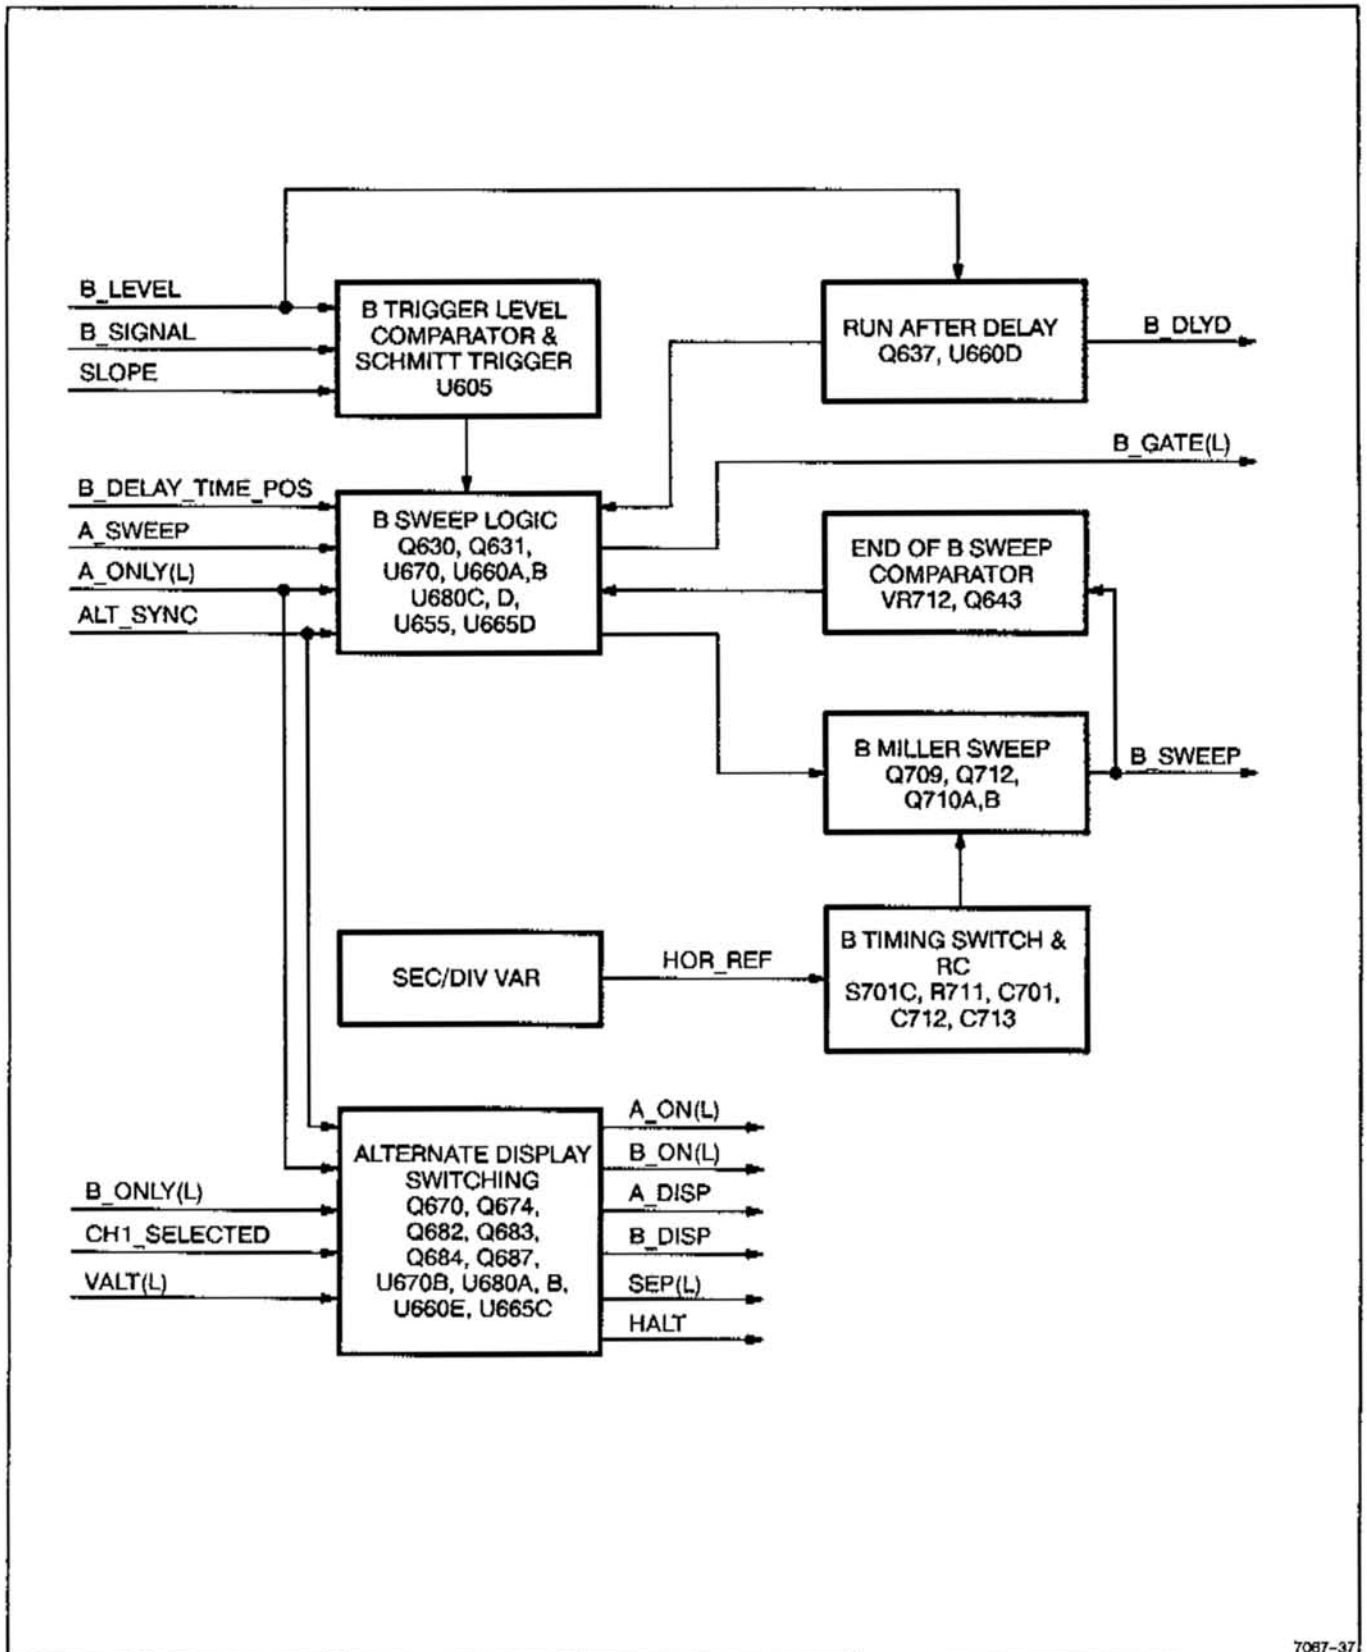 B_LEVEL
B_SIGNAL
SLOPE
B TRIGGER LEVEL
COMPARATOR &
SCHMITT TRIGGER
U605
RUN AFTER DELAY
Q637, U660D
B_DLYD
B_GATE(L)
B_DELAY_TIME_POS
A_SWEEP
A_ONLY(L)
ALT_SYNC
B SWEEP LOGIC
Q630, Q631,
U670, U660A,B
U680C, D,
U655, U665D
END OF B SWEEP
COMPARATOR
VR712, Q643
B MILLER SWEEP
Q709, Q712,
Q710A,B
B_SWEEP
SEC/DIV VAR
HOR_REF
B TIMING SWITCH &
RC
S701C, R711, C701,
C712, C713
B_ONLY(L)
CH1_SELECTED
VALT(L)
ALTERNATE DISPLAY
SWITCHING
Q670, Q674,
Q682, Q683,
Q684, Q687,
U670B, U680A, B,
U660E, U665C
A_ON(L)
B_ON(L)
A_DISP
B_DISP
SEP(L)
HALT
7067-37